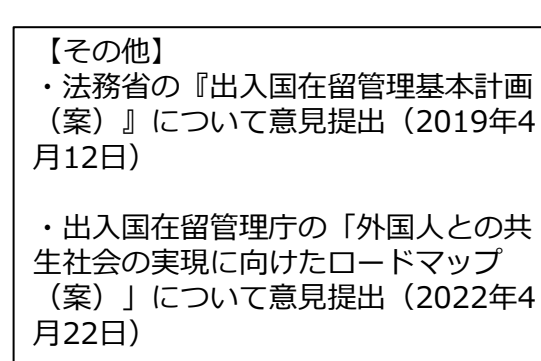 【その他】
・法務省の『出入国在留管理基本計画
（案）』について意見提出（2019年4
月12日）
・出入国在留管理庁の「外国人との共
生社会の実現に向けたロードマップ
（案）」について意見提出（2022年4
月22日）